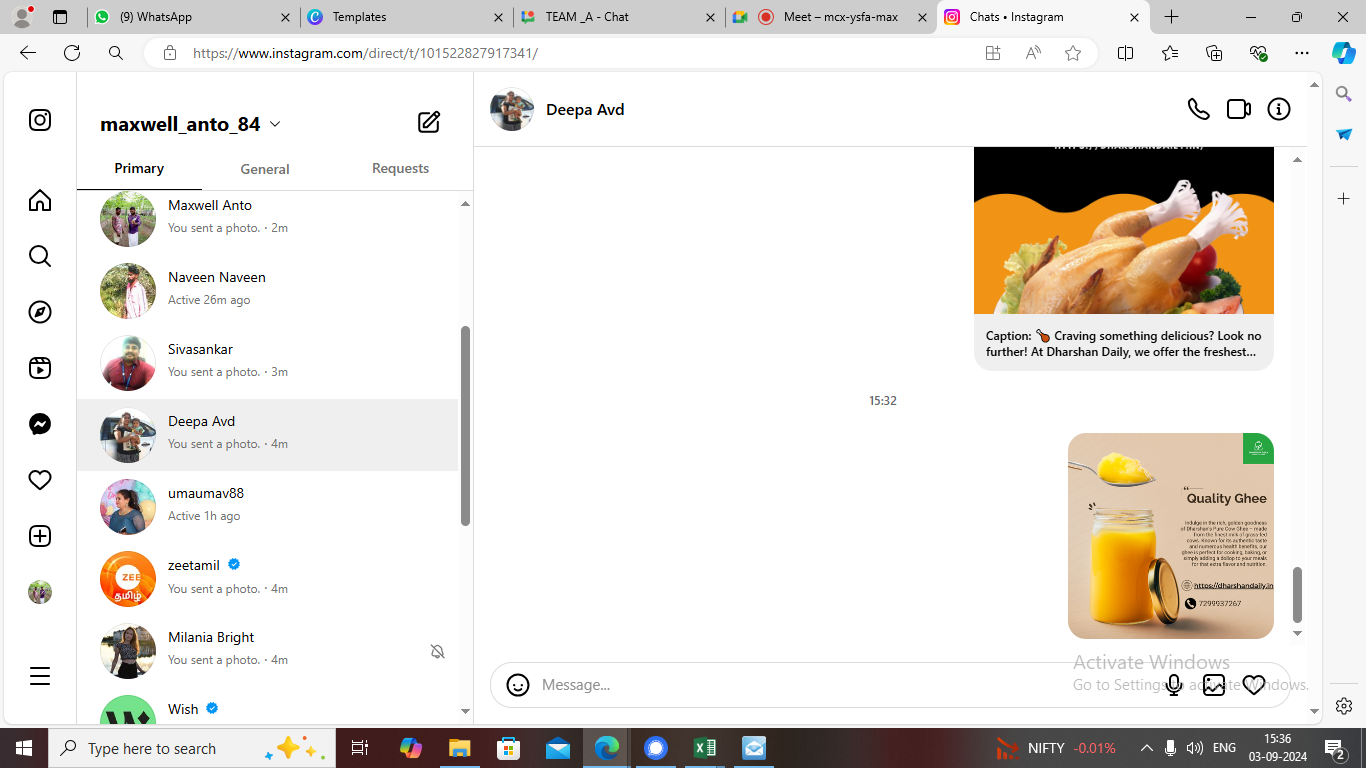 (9) WhatsApp
Templates
TEAM _A - Chat
Meet – mcx-ysfa-max
Chats • Instagram
https://www.instagram.com/direct/t/101522827917341/
maxwell_anto_84
Primary
General
Requests
Maxwell Anto
You sent a photo. · 2m
Naveen Naveen
Active 26m ago
Sivasankar
You sent a photo. · 3m
Deepa Avd
You sent a photo. · 4m
umaumav88
Active 1h ago
ZEE
தமிழ்
zeetamil
You sent a photo. · 4m
Milania Bright
You sent a photo. · 4m
Wish
Deepa Avd
Caption: 🍗 Craving something delicious? Look no
further! At Dharshan Daily, we offer the freshest...
15:32
Quality Ghee
Indulge in the rich, golden goodness
of Dharshan's Pure Cow Ghee – made
from the finest milk of grass-fed
cows. Known for its authentic taste
and numerous health benefits, our
ghee is perfect for cooking, baking, or
simply adding a dollop to your meals
for that extra flavor and nutrition.
https://dharshandaily.in
7299937267
Message...
Activate Windows
Go to Settings to activate Windows.
Type here to search
NIFTY -0.01%
ENG
15:36
03-09-2024
2